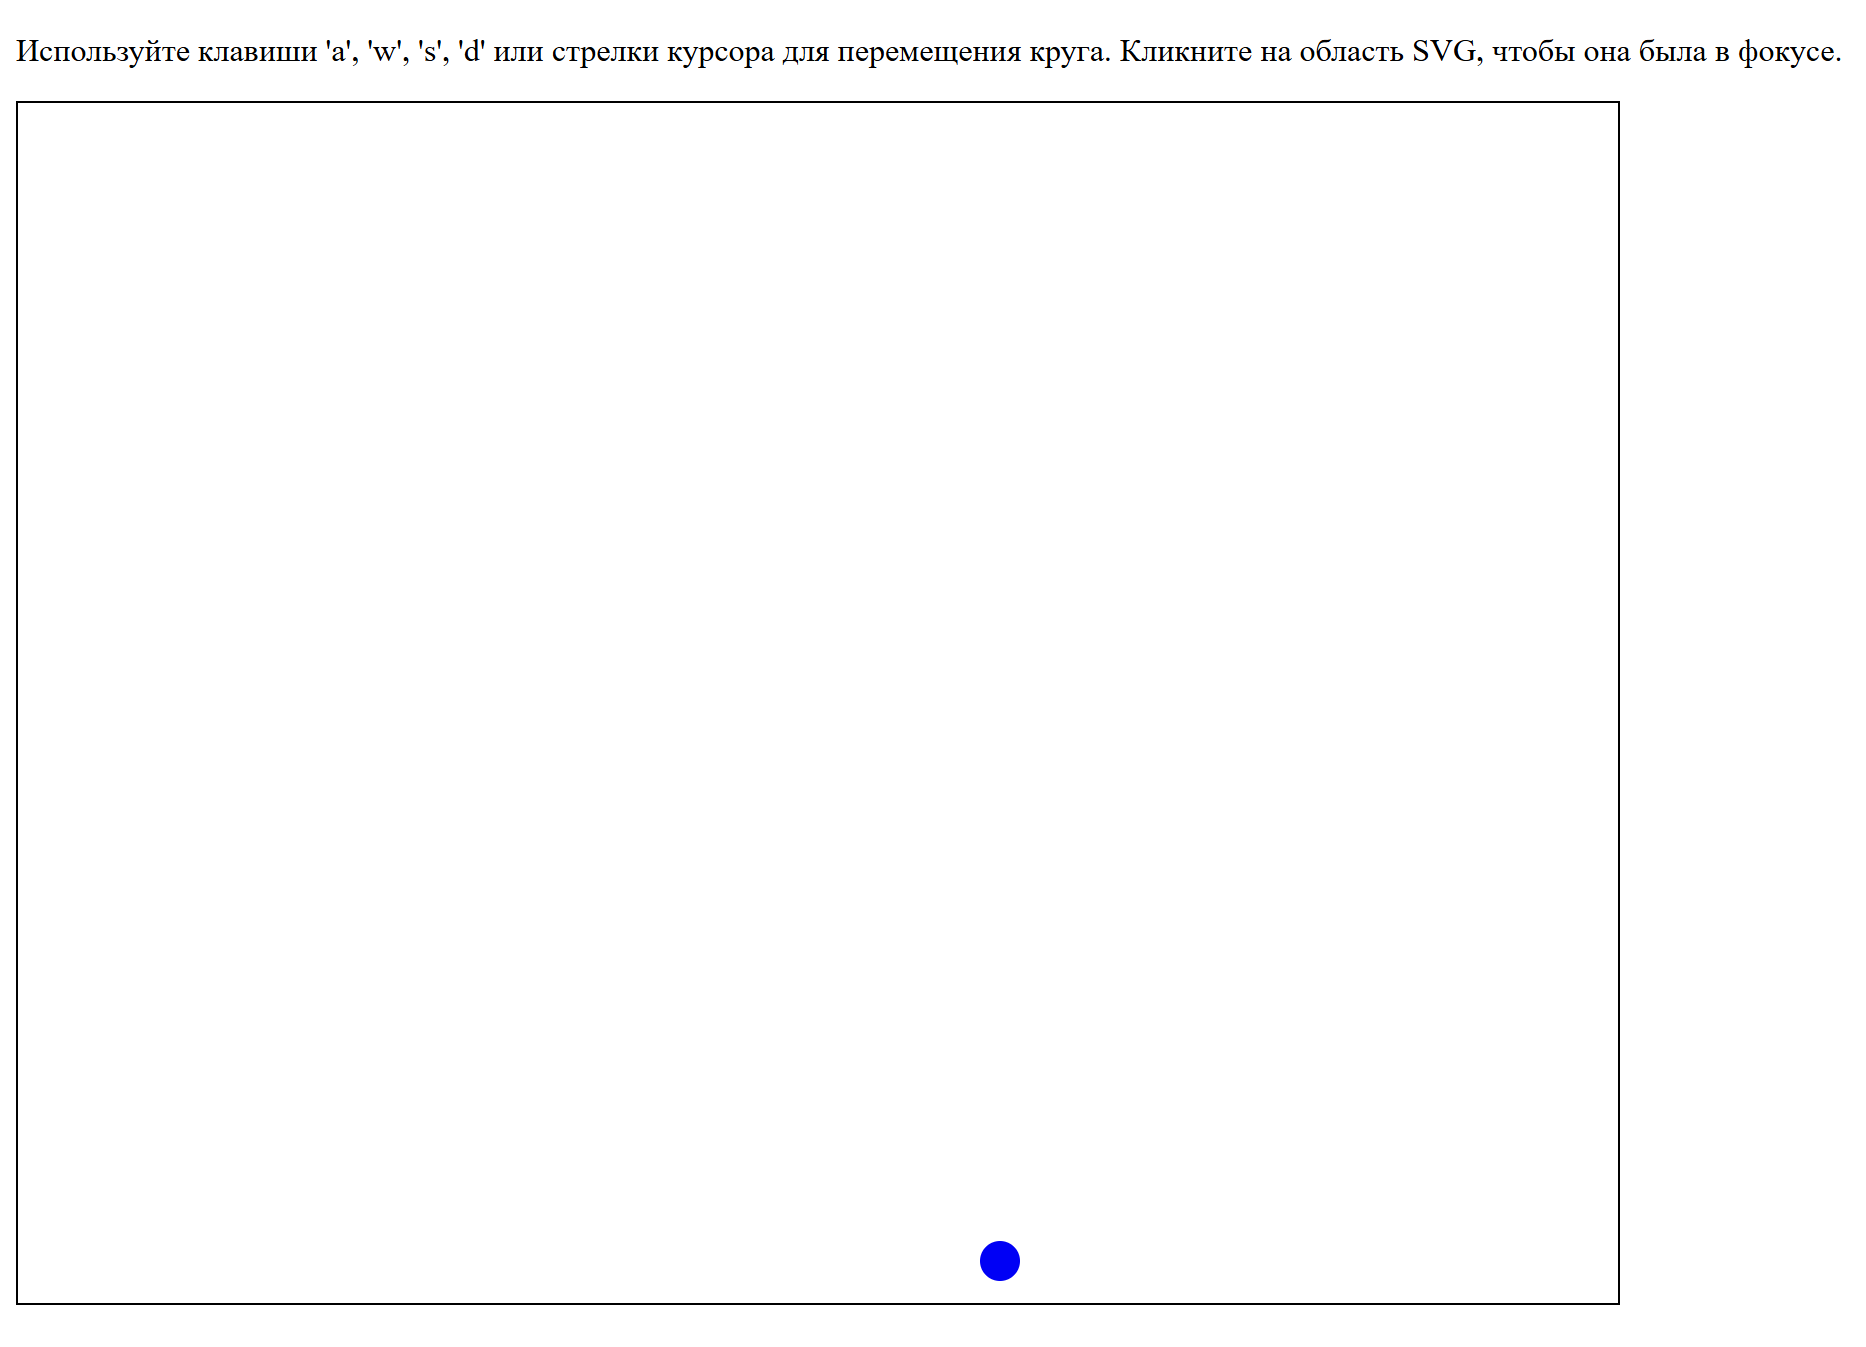 Используйте клавиши 'a', 'w', 's', 'd' или стрелки курсора для перемещения круга. Кликните на область SVG, чтобы она была в фокусе.